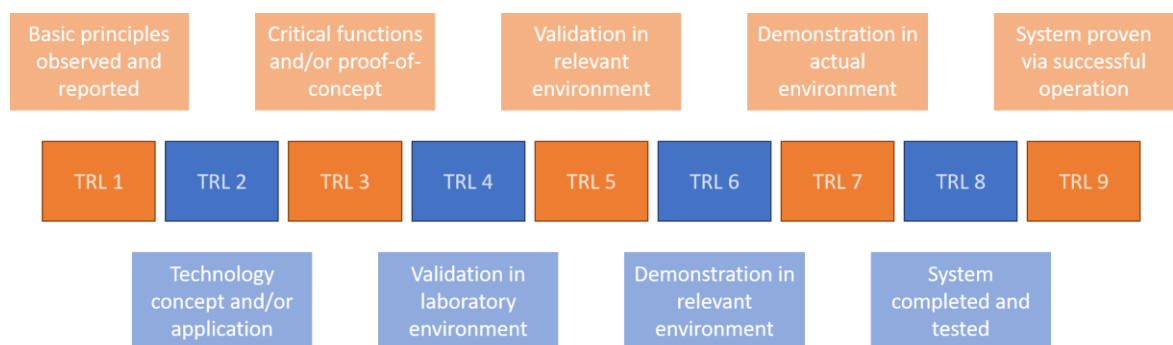 Basic principles
observed and
reported
Critical functions
and/or proof-of-
concept
Validation in
relevant
environment
Demonstration in
actual
environment
System proven
via successful
operation
TRL 1
TRL 2
TRL 3
TRL 4
TRL 5
TRL 6
TRL 7
TRL 8
TRL 9
Technology
concept and/or
application
Validation in
laboratory
environment
Demonstration in
relevant
environment
System
completed and
tested